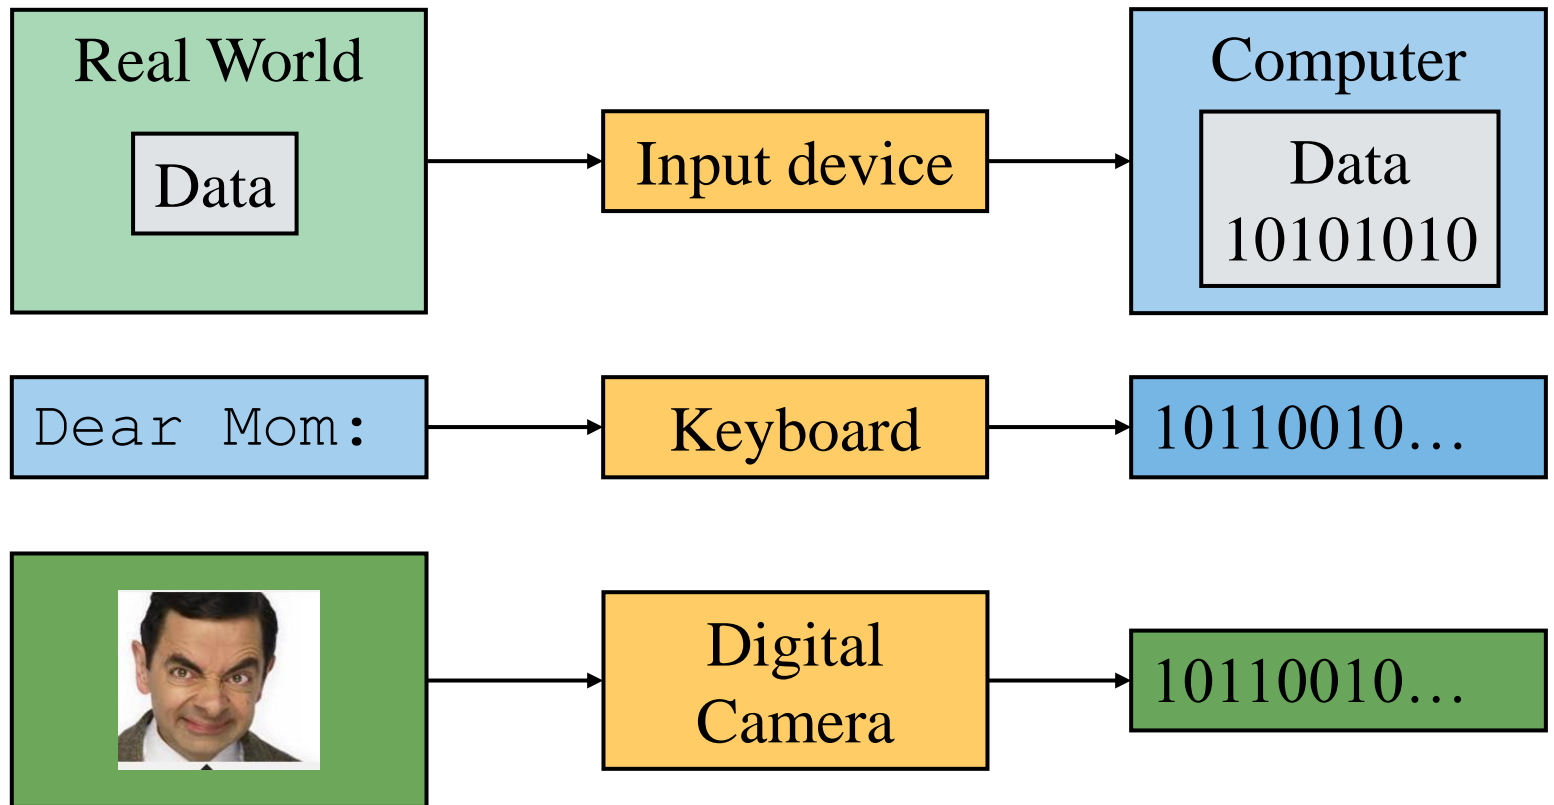 Real World
Data
Input device
Computer
Data
10101010
Dear Mom:
Keyboard
10110010…
Digital
Camera
10110010…